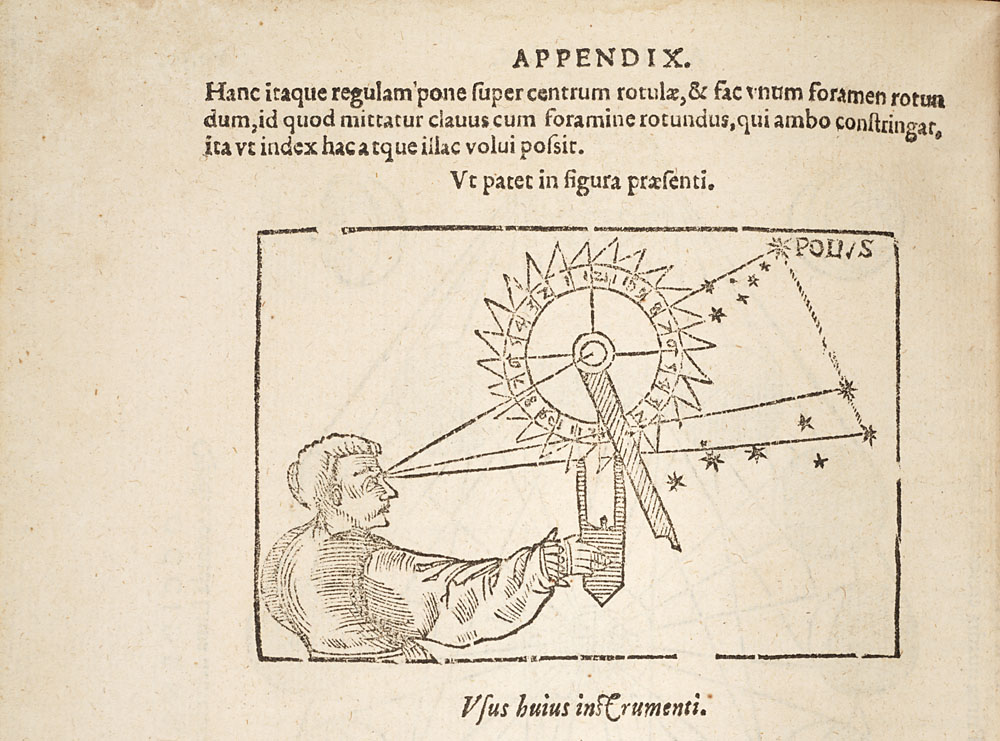 APPENDIX.
Hanc itaque regulam pone ſuper centrum rotulæ, & fac vnum foramen rotun
dum, id quod mittatur clauus cum foramine rotundus, qui ambo conſtringat,
ita vt index hac atque illac volui poſsit.
Vt patet in figura præſenti.
POLVS
Vſus huius inſtrumenti.